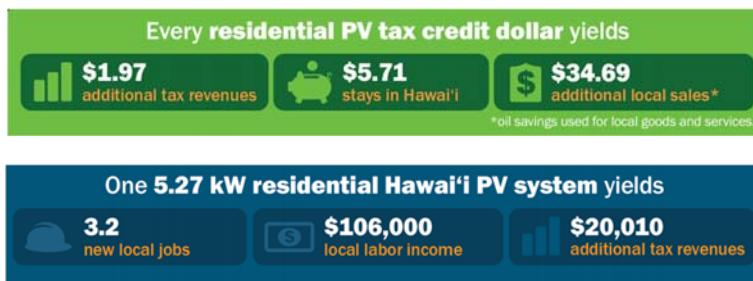 Every residential PV tax credit dollar yields
$1.97
additional tax revenues
$5.71
stays in Hawai'i
$
$34.69
additional local sales*
*oil savings used for local goods and services
One 5.27 kW residential Hawai‘i PV system yields
3.2
new local jobs
$
$106,000
local labor income
$20,010
additional tax revenues